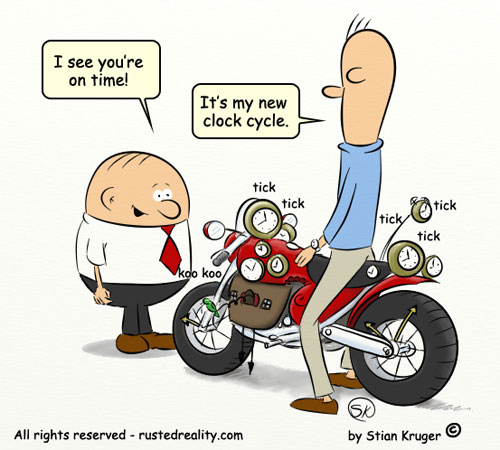 I see you're
on time!
It's my new
clock cycle.
tick
tick
tick
tick
tick
koo koo
SK
All rights reserved - rustedreality.com
by Stian Kruger ©